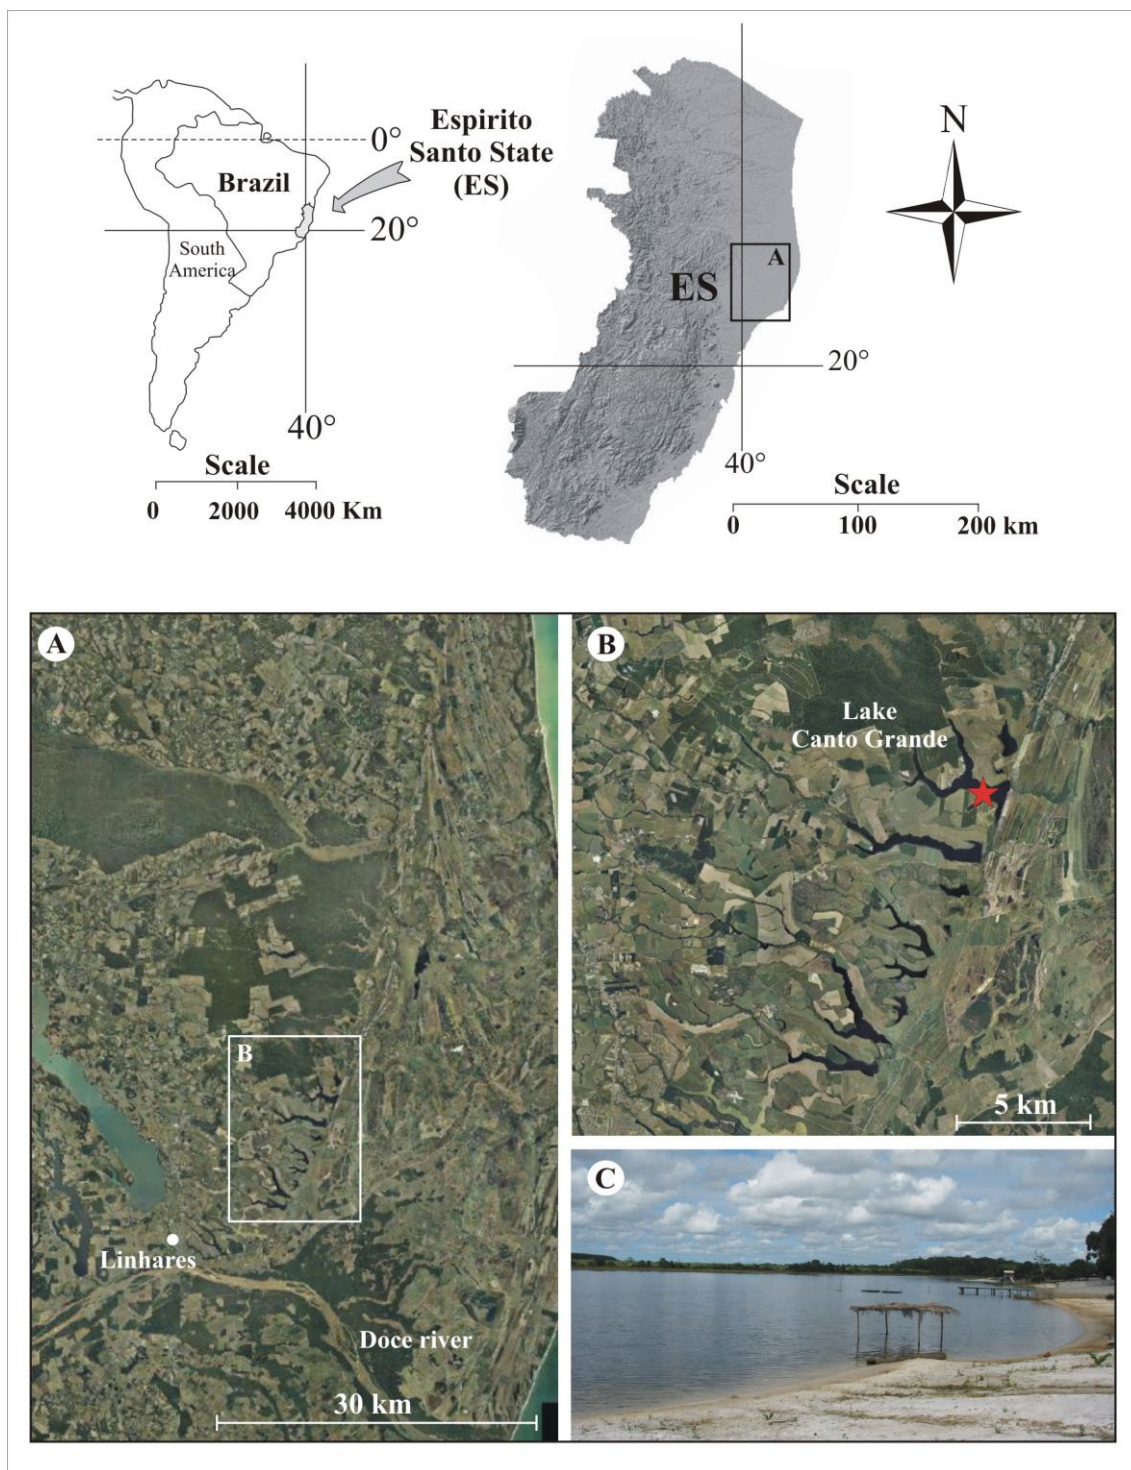 Espirito
Santo State
(ES)
0°
Brazil
20°
South
America
40°
Scale
0 2000 4000 Km
N
A
ES
20°
40°
Scale
0 100 200 km
A
B
Linhares
Doce river
30 km
B
Lake
Canto Grande
5 km
C